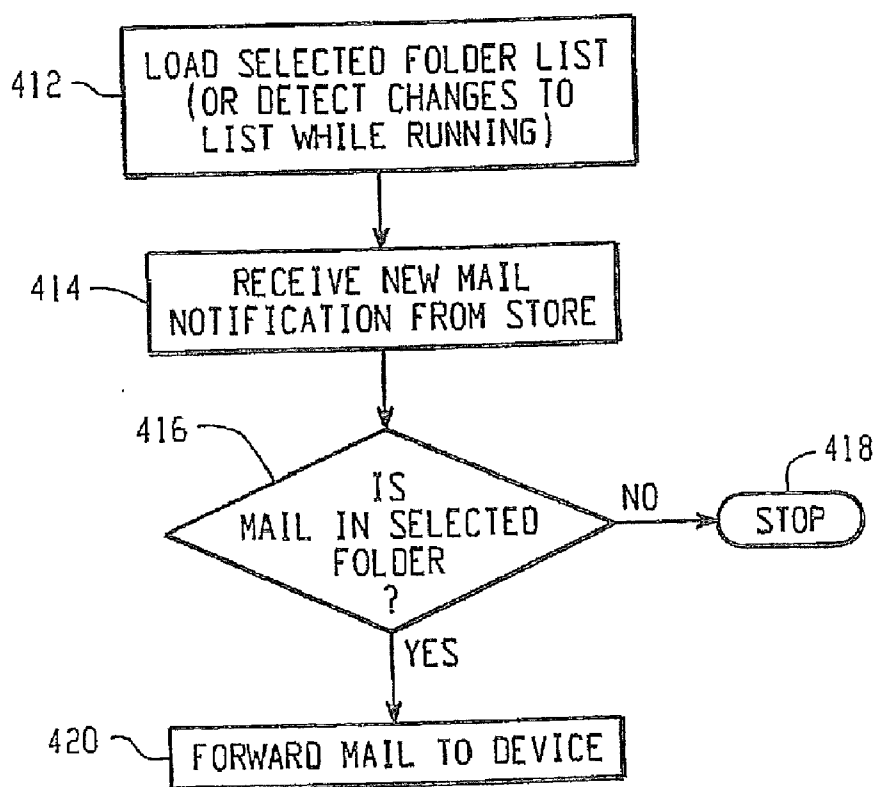 412
LOAD SELECTED FOLDER LIST
(OR DETECT CHANGES TO
LIST WHILE RUNNING)
414
RECEIVE NEW MAIL
NOTIFICATION FROM STORE
416
IS
MAIL IN SELECTED
FOLDER
?
NO
418
STOP
YES
420
FORWARD MAIL TO DEVICE